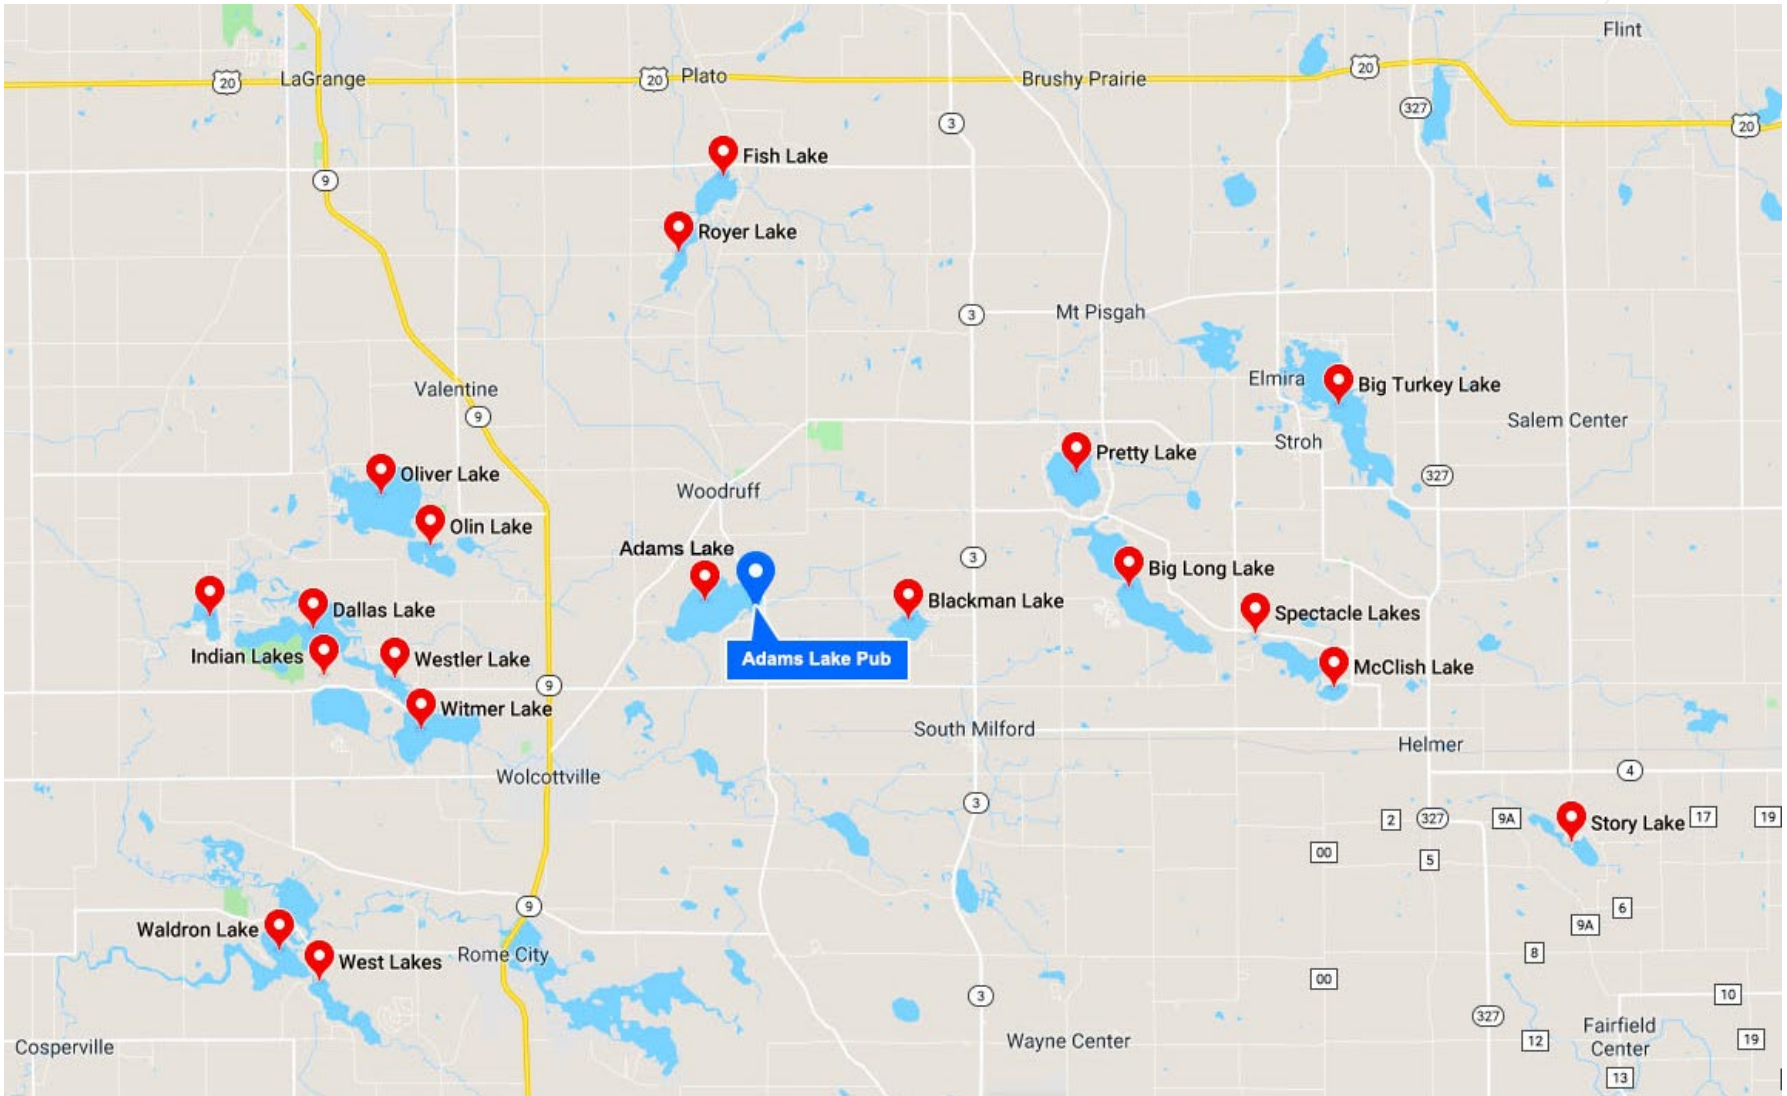 Flint
20
LaGrange
20
Plato
Brushy Prairie
20
327
3
20
Fish Lake
9
Royer Lake
3
Mt Pisgah
Valentine
Elmira
Big Turkey Lake
9
Salem Center
Stroh
Pretty Lake
Oliver Lake
327
Woodruff
Olin Lake
Adams Lake
3
Big Long Lake
Dallas Lake
Blackman Lake
Spectacle Lakes
Indian Lakes
Westler Lake
Adams Lake Pub
McClish Lake
9
Witmer Lake
South Milford
Helmer
Wolcottville
4
3
2
327
9A
Story Lake
17
19
00
5
9
6
Waldron Lake
9A
Rome City
8
West Lakes
00
3
10
327
Fairfield
Center
Cosperville
Wayne Center
12
19
13